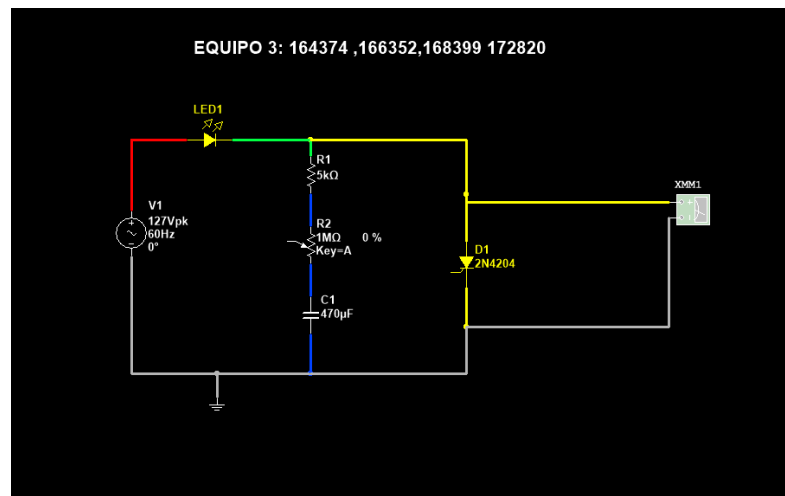 EQUIPO 3: 164374 ,166352,168399 172820
LED1
R1
5kΩ
XMM1
V1
127Vpk
60Hz
0°
R2
1MΩ 0 %
Key=A
D1
2N4204
C1
470µF